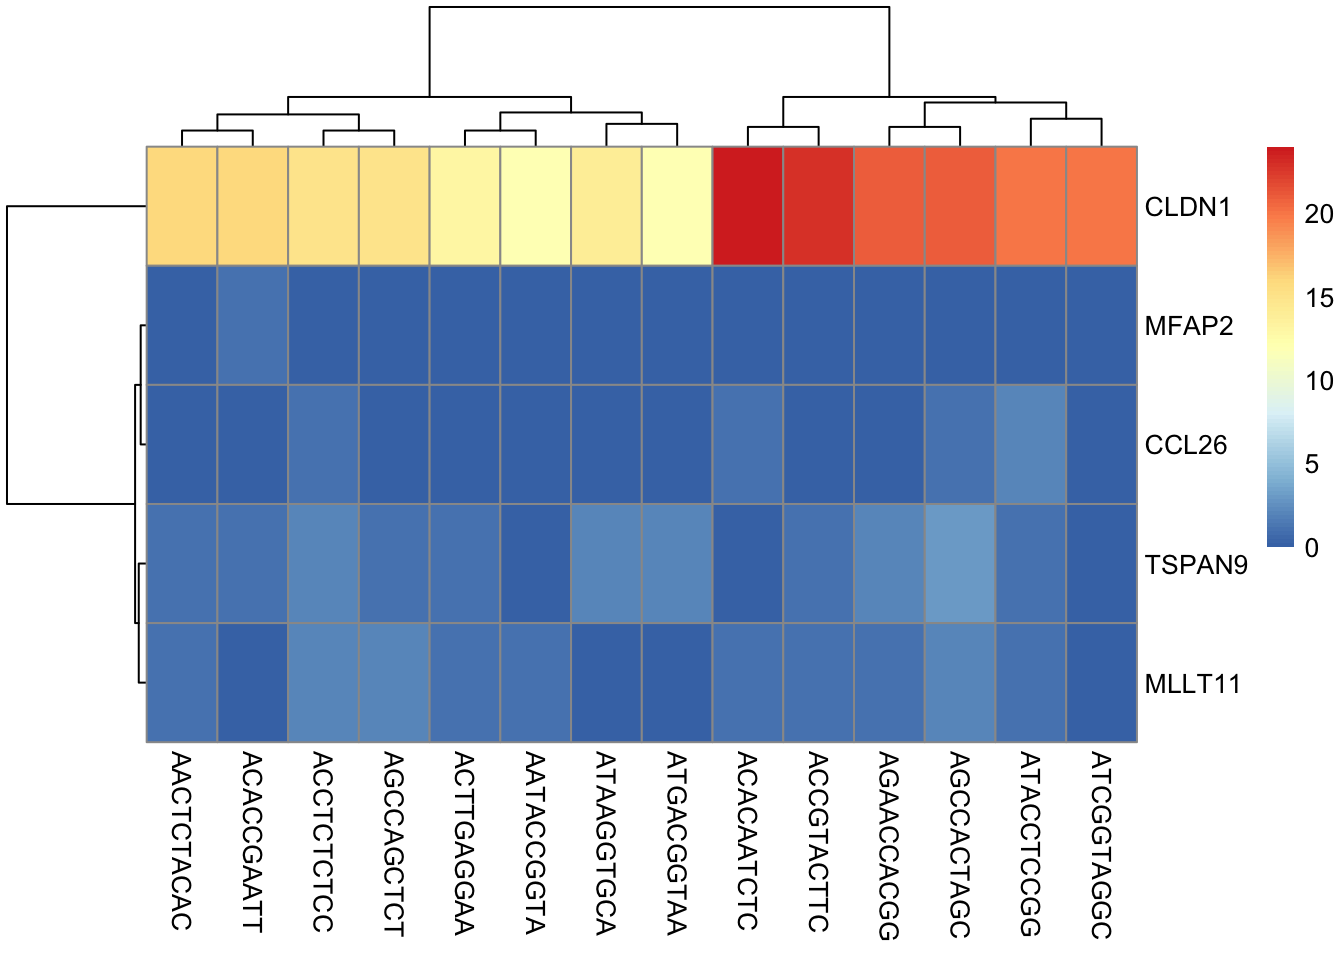 CLDN1
MFAP2
CCL26
TSPAN9
MLLT11
20
15
10
5
0
AACTCTACAC
ACACCGAATT
ACCTCTCTCC
AGCCAGCTCT
ACTTGAGGAA
AATACCGGTA
ATAAGGTGCA
ATGACGGTAA
ACACAATCTC
ACCGTACTTC
AGAACCACGG
AGCCACTAGC
ATACCTCCGG
ATCGGTAGGC